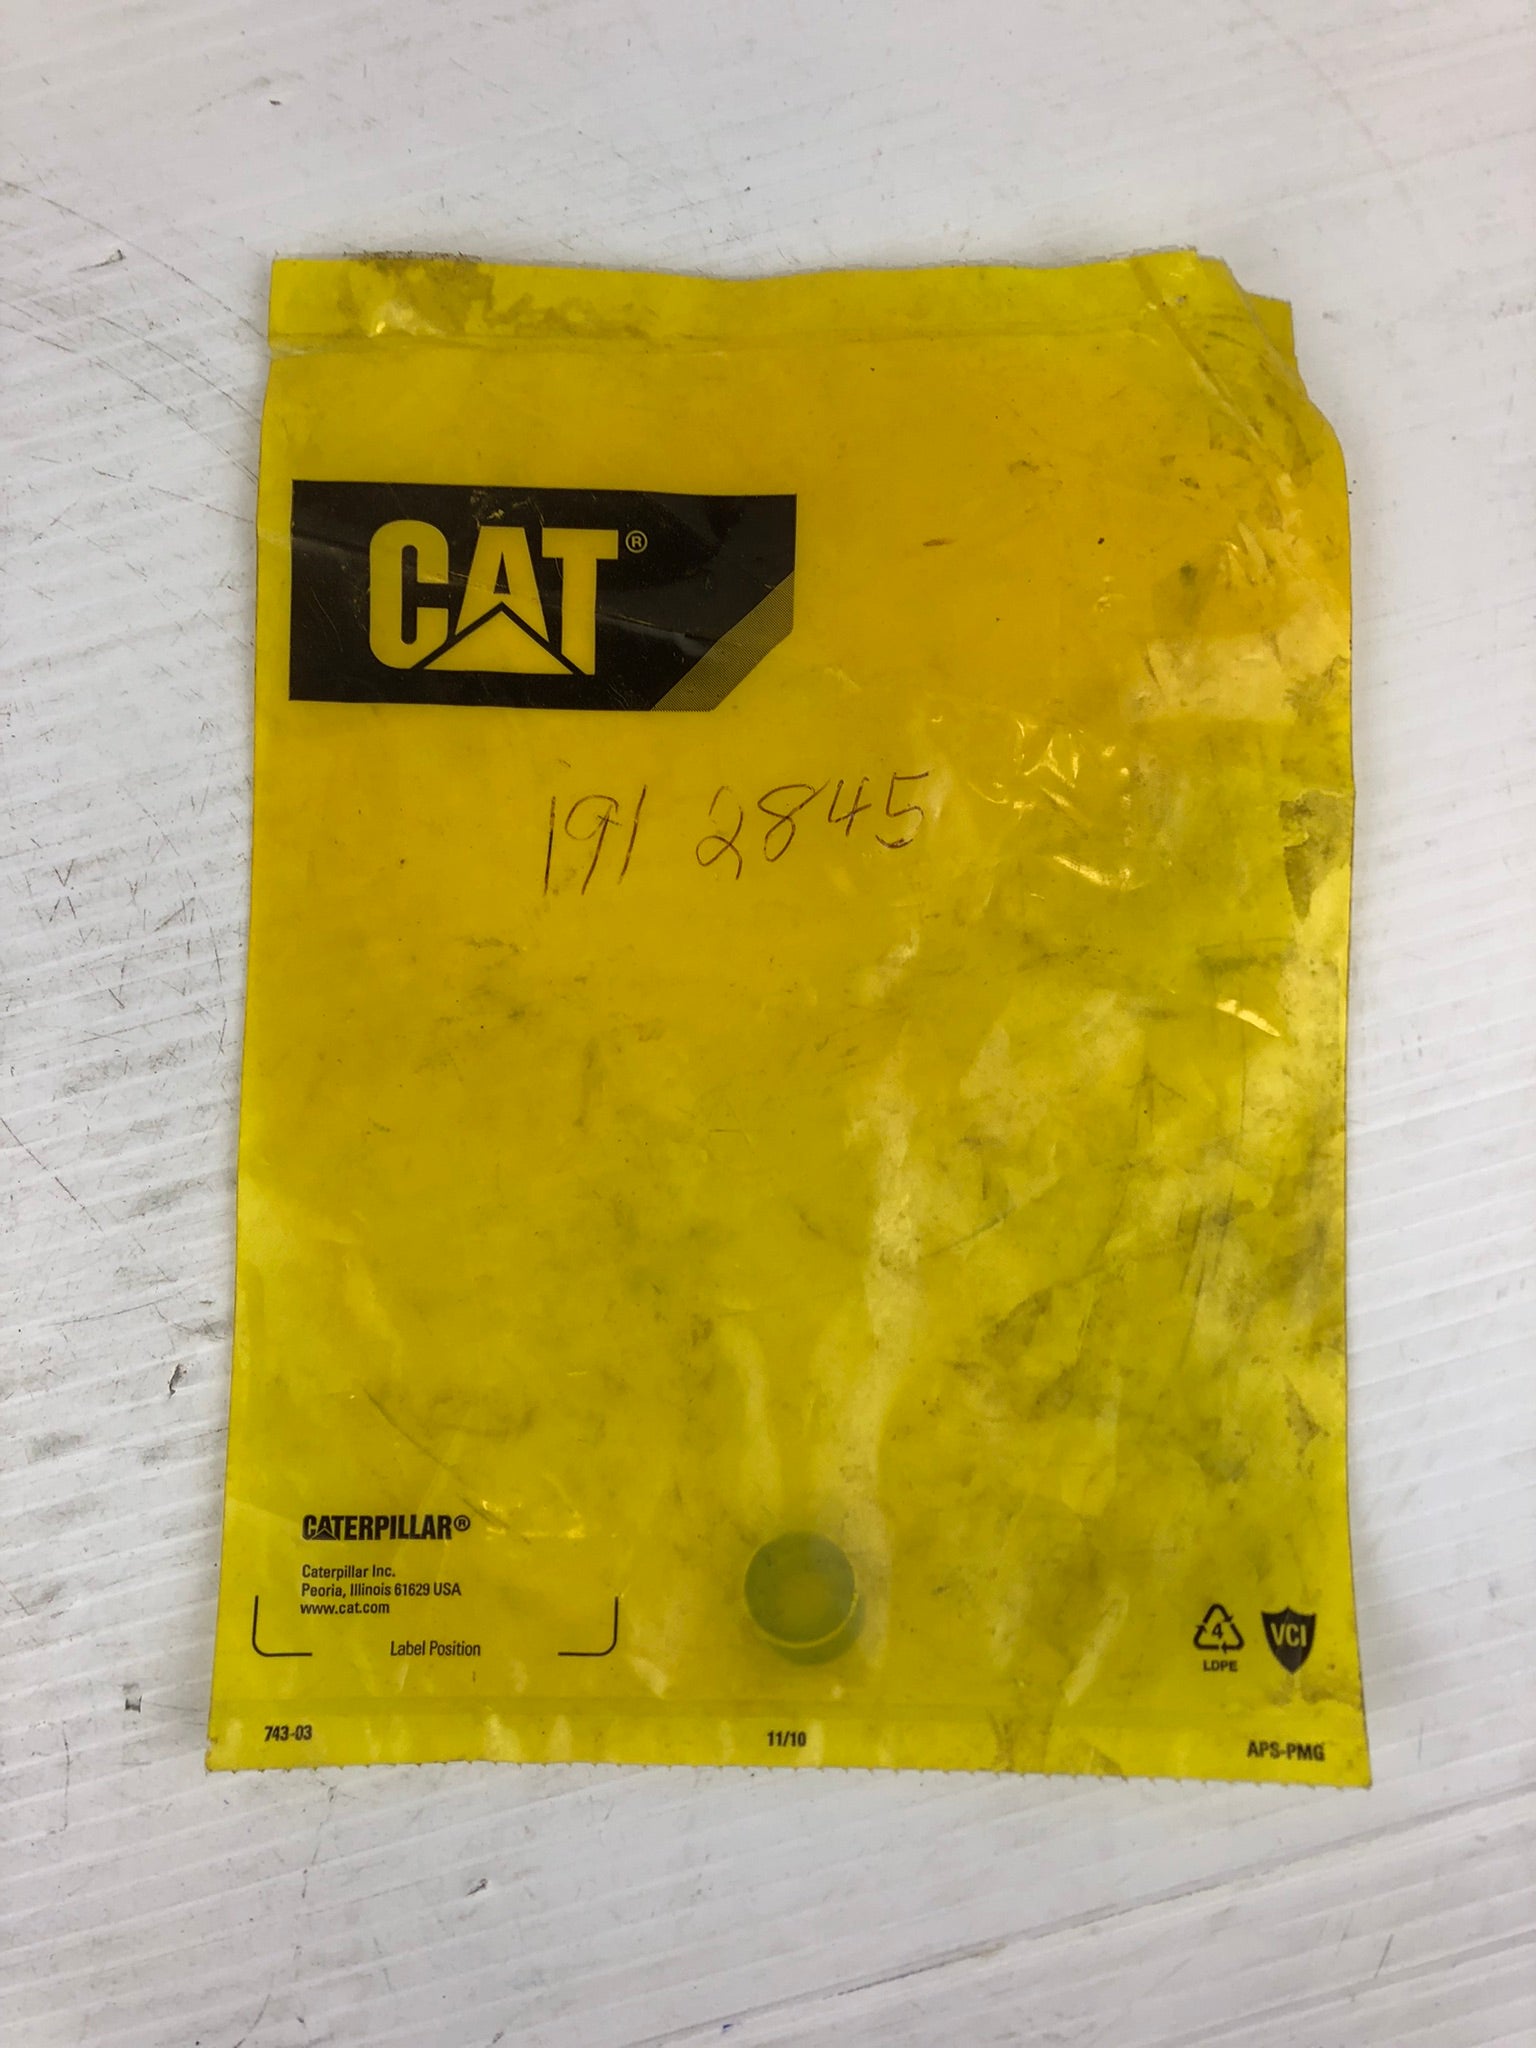 CAT®
191 2845
CATERPILLAR®
Caterpillar Inc.
Peoria, Illinois 61629 USA
www.cat.com
Label Position
4
LDPE
VCI
743-03
11/10
APS-PMG